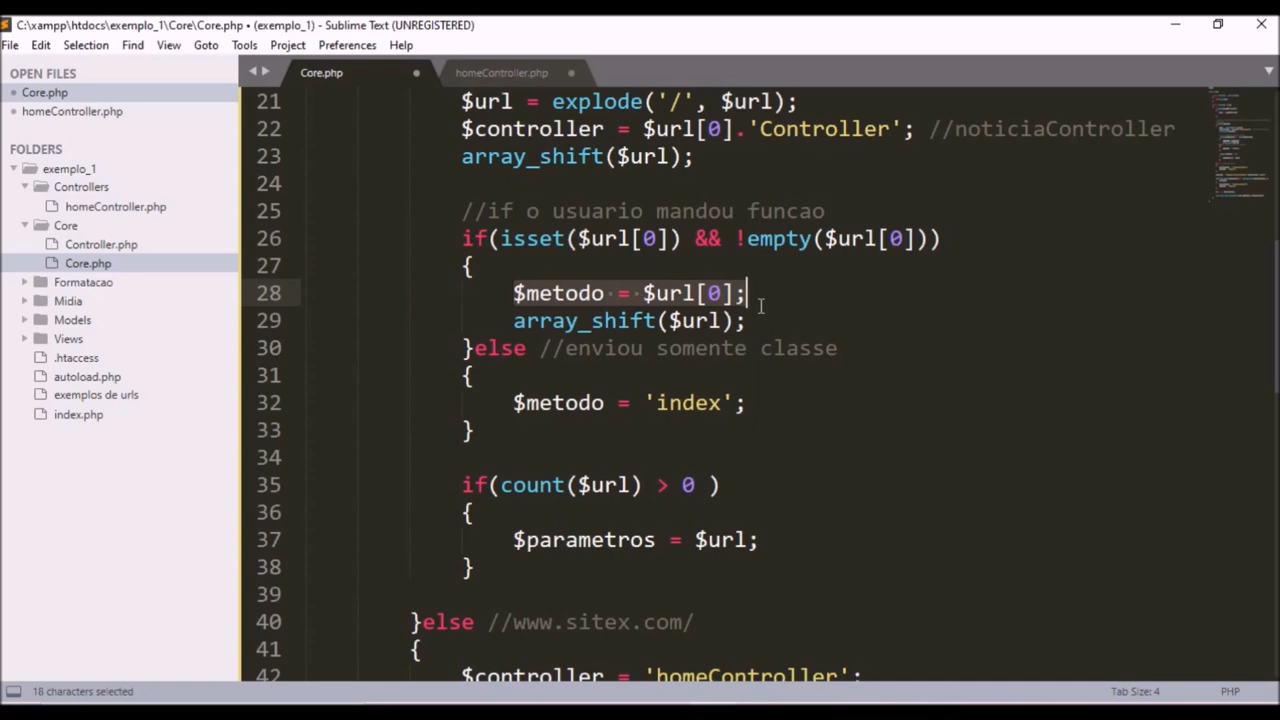 C:\xampp\htdocs\exemplo_1\Core\Core.php • (exemplo_1) - Sublime Text (UNREGISTERED)
File Edit Selection Find View Goto Tools Project Preferences Help
OPEN FILES
Core.php
homeController.php
FOLDERS
exemplo_1
Controllers
homeController.php
Core
Controller.php
Core.php
Formatacao
Midia
Models
Views
.htaccess
autoload.php
exemplos de urls
index.php
Core.php homeController.php
21 $url = explode('/', $url);
22 $controller = $url[0].'Controller'; //noticiaController
23 array_shift($url);
24
25 //if o usuario mandou funcao
26 if(isset($url[0]) && !empty($url[0]))
27 {
28 $metodo = $url[0];
29 array_shift($url);
30 }else //enviou somente classe
31 {
32 $metodo = 'index';
33 }
34
35 if(count($url) > 0 )
36 {
37 $parametros = $url;
38 }
39
40 }else //www.sitex.com/
41 {
42 $controller = 'homeController';
18 characters selected Tab Size: 4 PHP